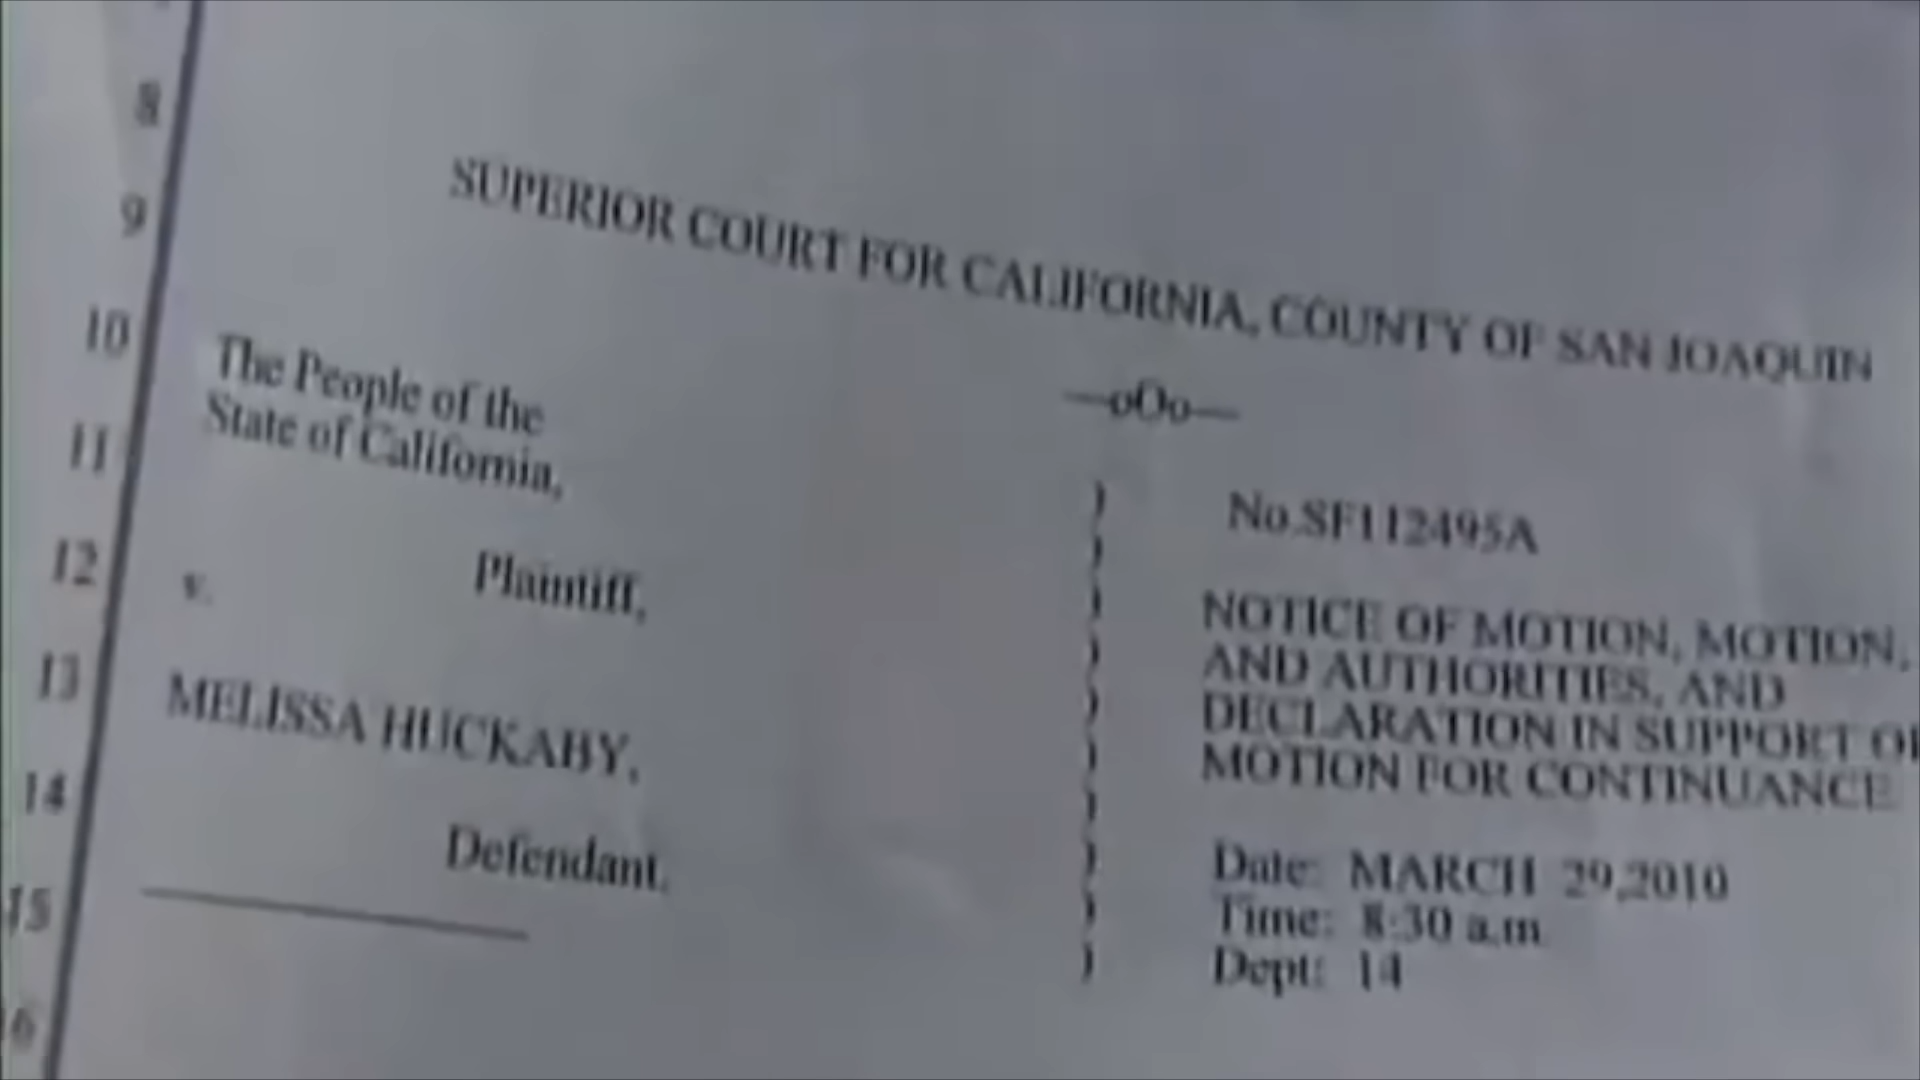 8
9
SUPERIOR COURT FOR CALIFORNIA, COUNTY OF SAN JOAQUIN
—oOo—
10
The People of the
11
State of California,
)
No.SF112495A
)
12
v.
Plaintiff,
)
NOTICE OF MOTION, MOTION,
)
AND AUTHORITIES, AND
13
MELISSA HUCKABY,
)
DECLARATION IN SUPPORT OF
)
MOTION FOR CONTINUANCE
14
)
Defendant.
)
Date: MARCH 29,2010
15
)
Time: 8:30 a.m
)
Dept: 14
6